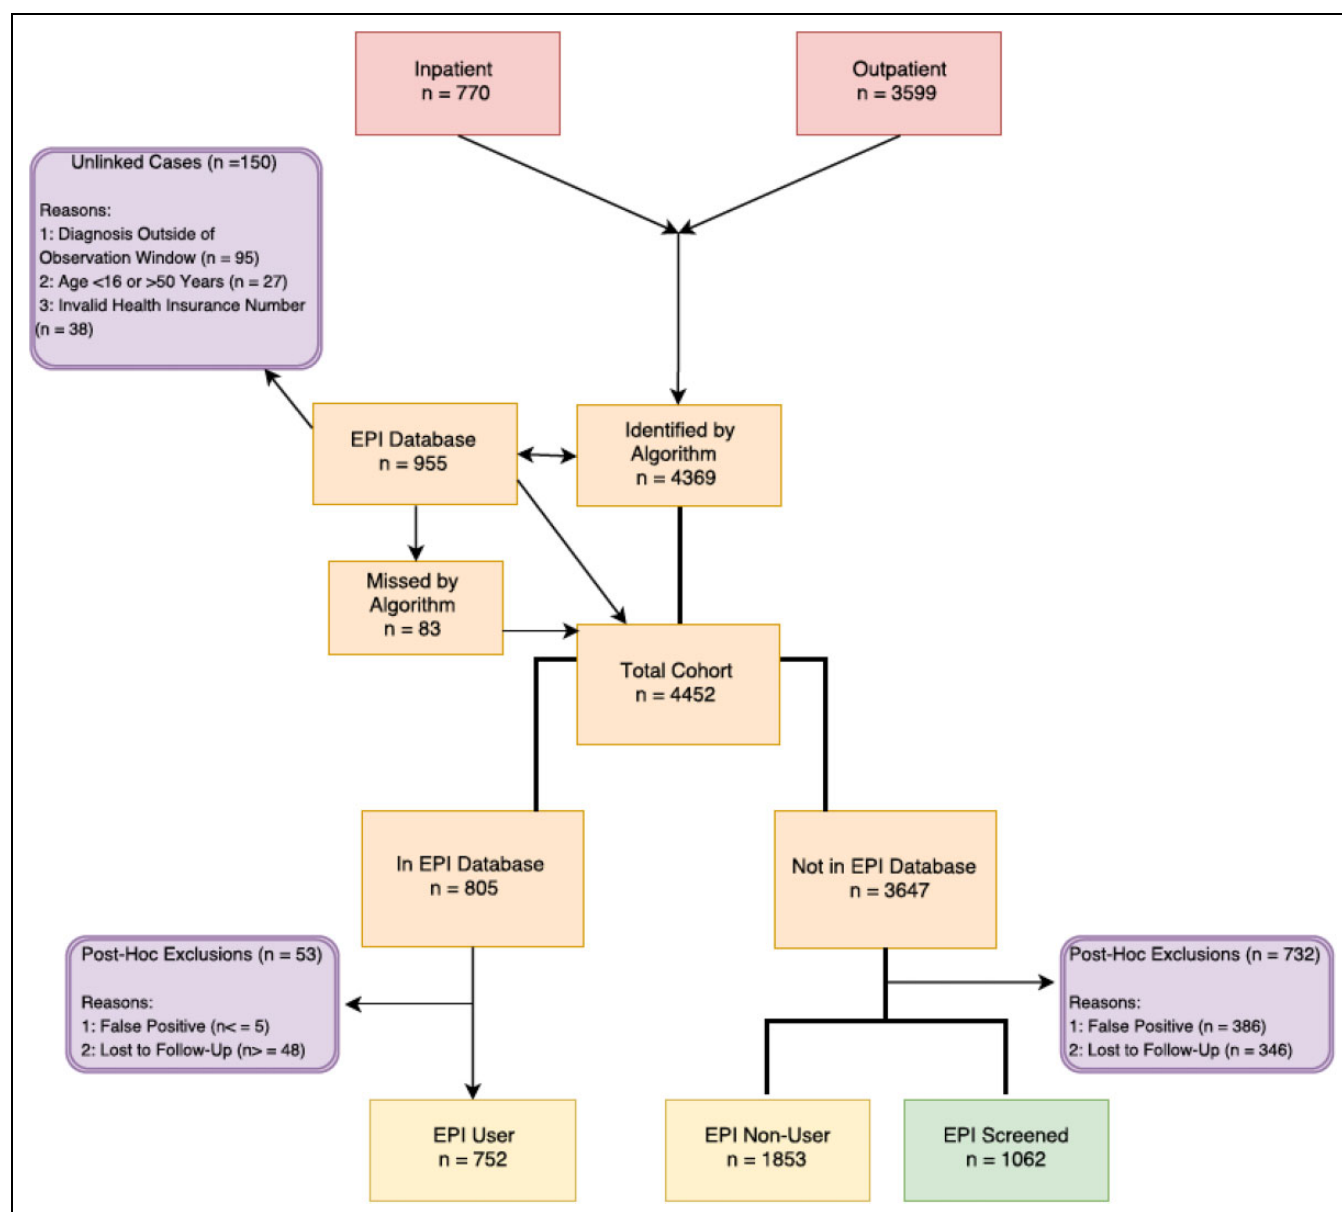 Inpatient
n = 770
Outpatient
n = 3599
Unlinked Cases (n =150)
Reasons:
1: Diagnosis Outside of
Observation Window (n = 95)
2: Age <16 or >50 Years (n = 27)
3: Invalid Health Insurance Number
(n = 38)
EPI Database
n = 955
Identified by
Algorithm
n = 4369
Missed by
Algorithm
n = 83
Total Cohort
n = 4452
In EPI Database
n = 805
Not in EPI Database
n = 3647
Post-Hoc Exclusions (n = 53)
Reasons:
1: False Positive (n< = 5)
2: Lost to Follow-Up (n> = 48)
Post-Hoc Exclusions (n = 732)
Reasons:
1: False Positive (n = 386)
2: Lost to Follow-Up (n = 346)
EPI User
n = 752
EPI Non-User
n = 1853
EPI Screened
n = 1062